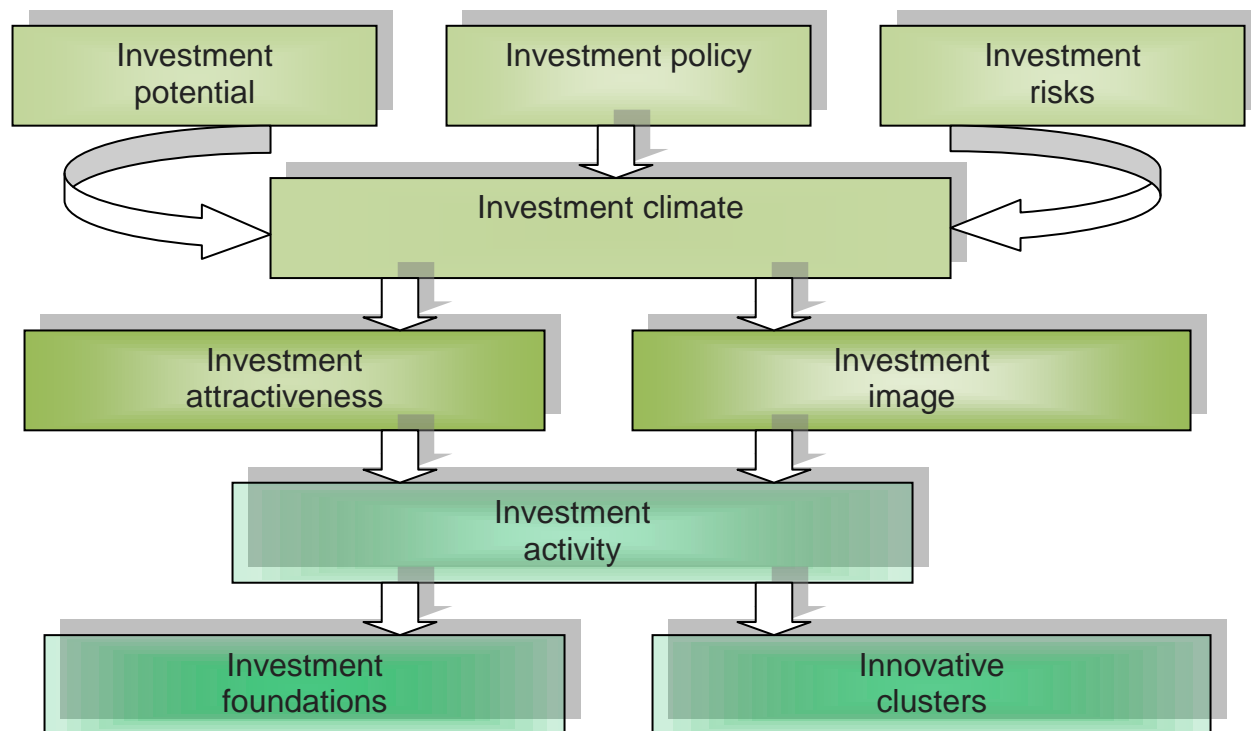 Investment
potential
Investment policy
Investment
risks
Investment climate
Investment
attractiveness
Investment
image
Investment
activity
Investment
foundations
Innovative
clusters